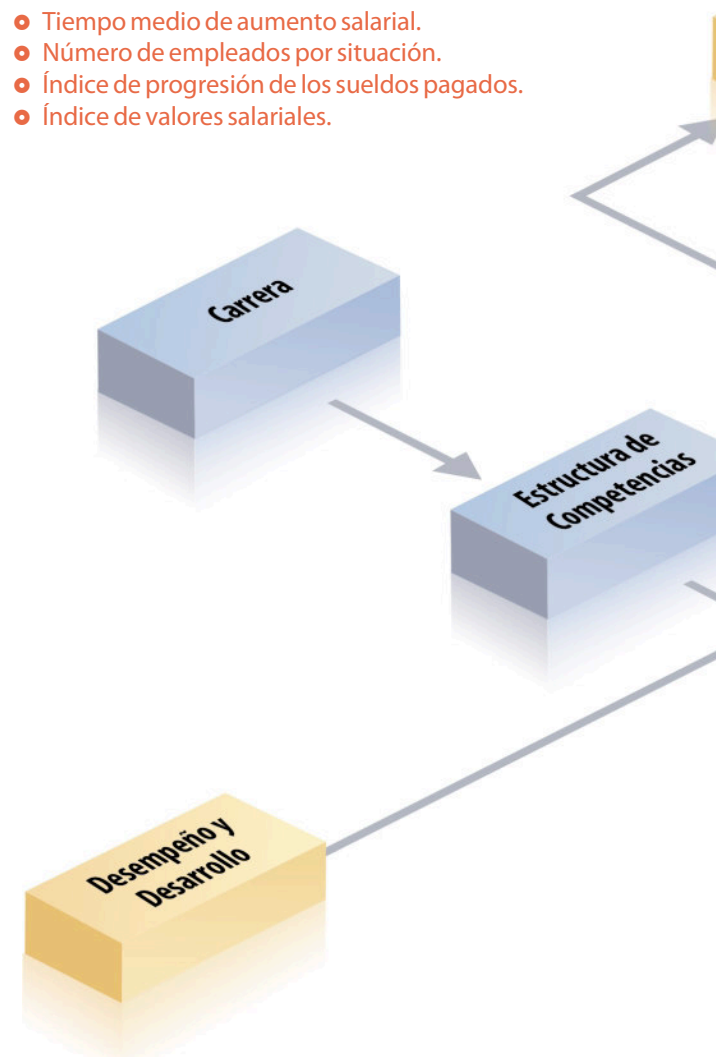 Tiempo medio de aumento salarial.
Número de empleados por situación.
Índice de progresión de los sueldos pagados.
Índice de valores salariales.
Carrera
Estructura de
Competencias
Desempeño y
Desarrollo